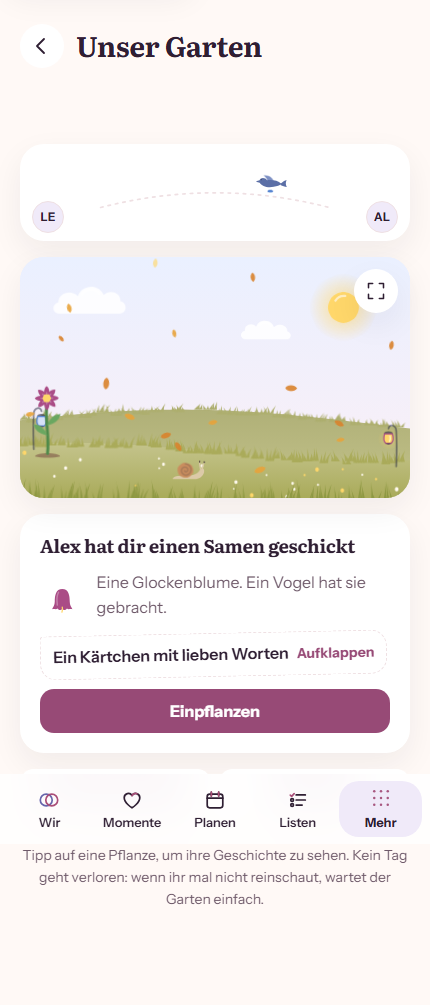 Unser Garten
LE
AL
Alex hat dir einen Samen geschickt
Eine Glockenblume. Ein Vogel hat sie
gebracht.
Ein Kärtchen mit lieben Worten Aufklappen
Einpflanzen
Wir Momente Planen Listen Mehr
Tipp auf eine Pflanze, um ihre Geschichte zu sehen. Kein Tag
geht verloren: wenn ihr mal nicht reinschaut, wartet der
Garten einfach.